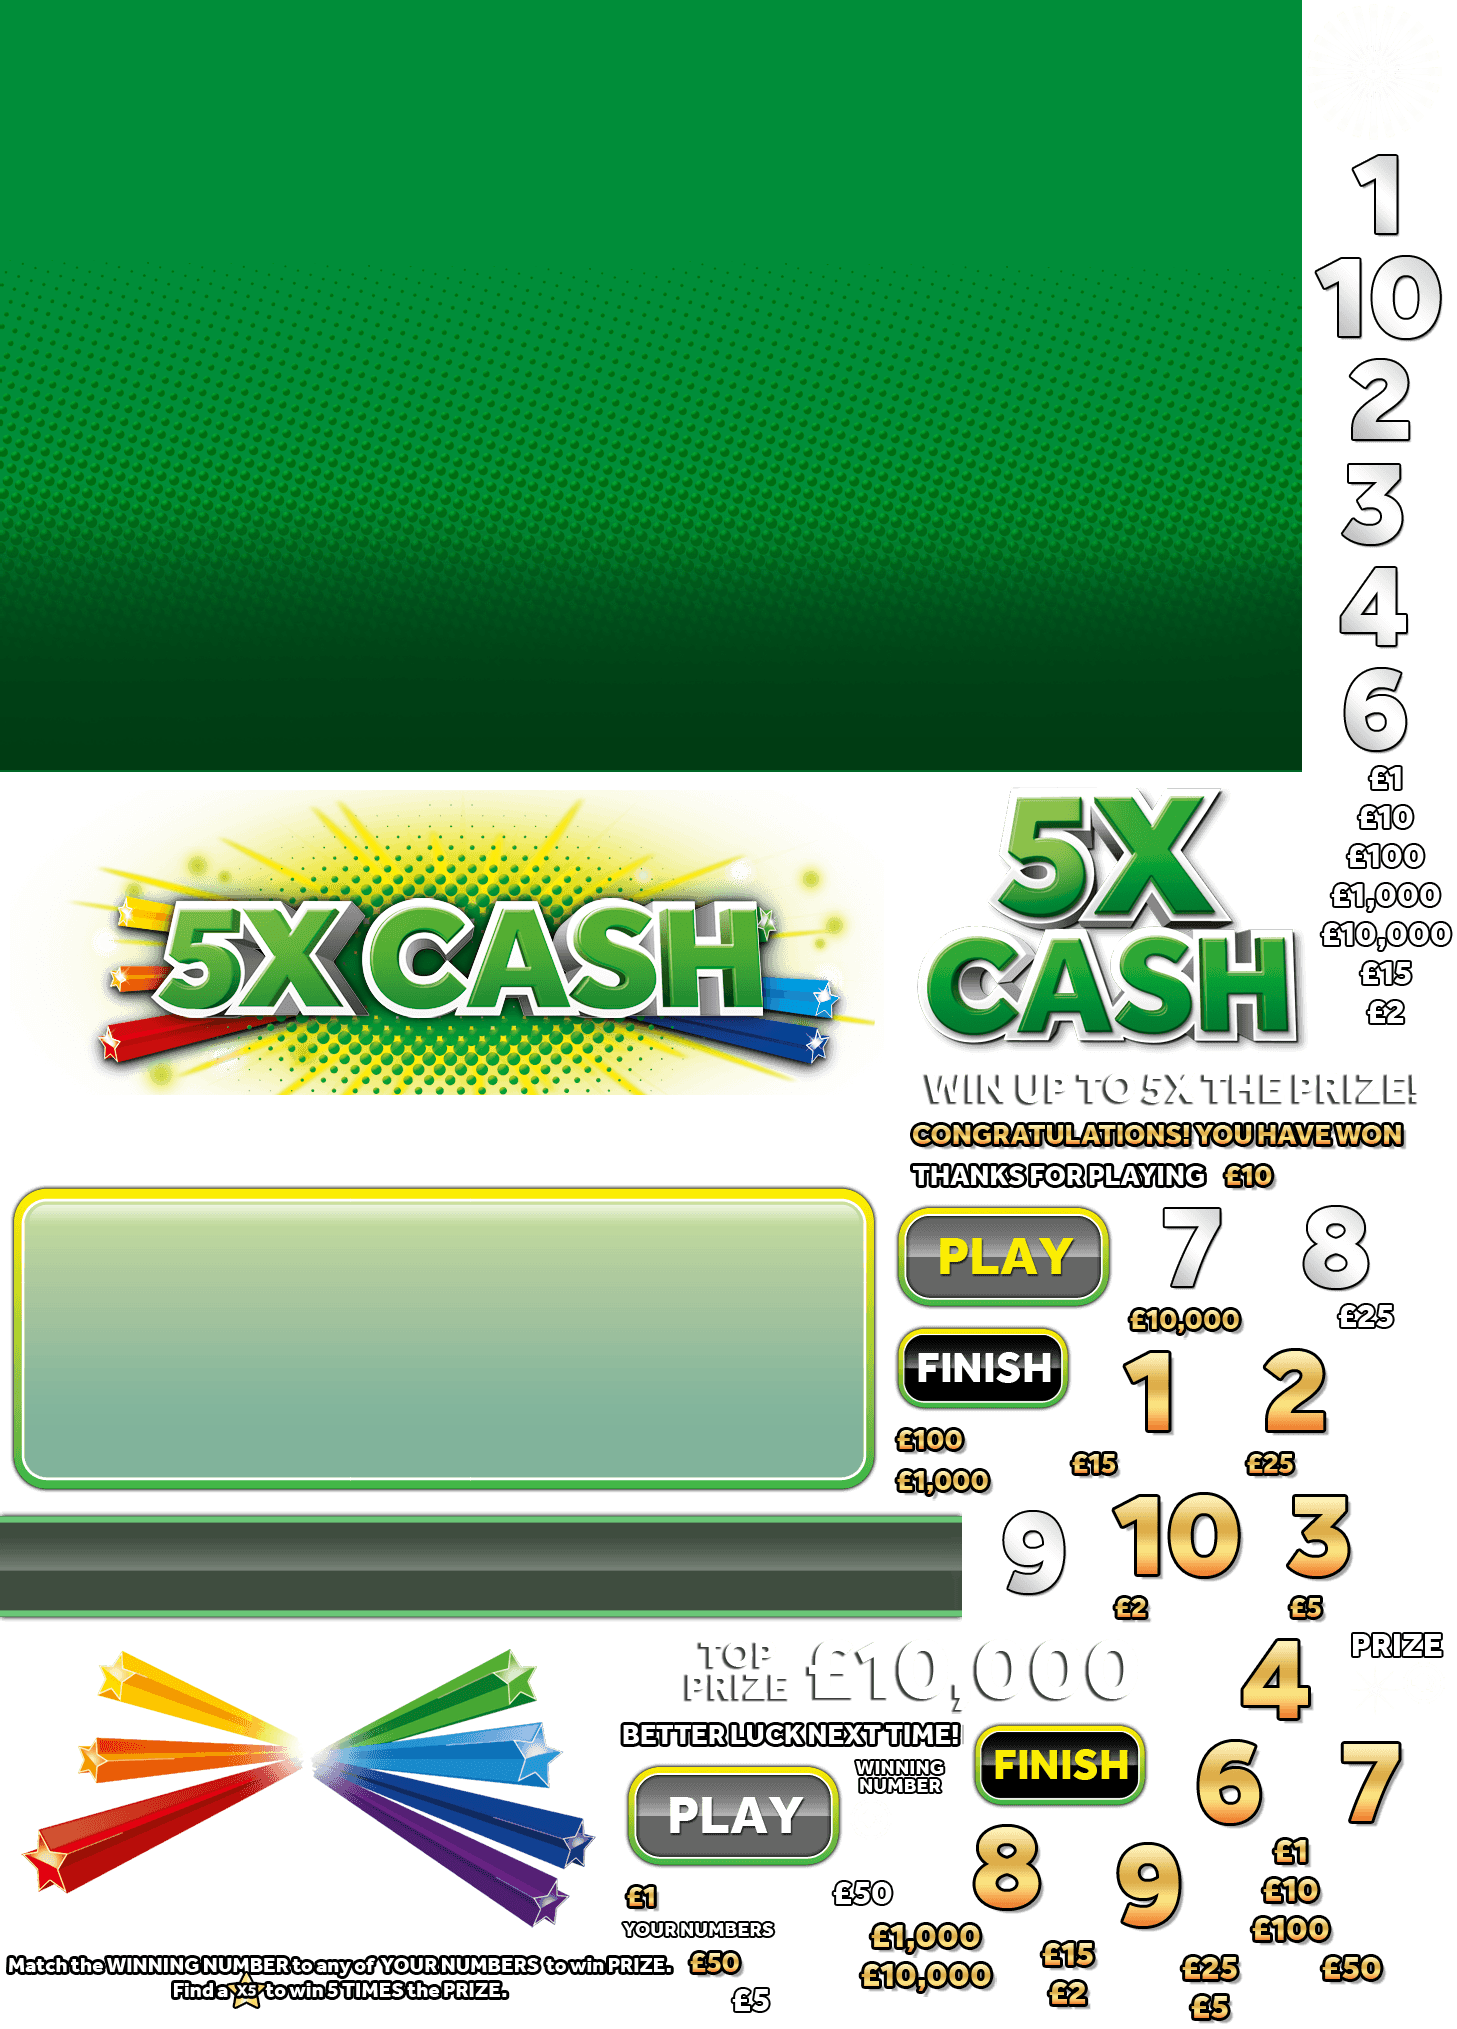 1
10
2
3
4
6
£1
£10
£100
£1,000
£10,000
£15
£2
5X CASH
5X
CASH
WIN UP TO 5X THE PRIZE!
CONGRATULATIONS! YOU HAVE WON
THANKS FOR PLAYING
£10
PLAY
7
8
£10,000
£25
FINISH
1
2
£100
£15
£25
£1,000
9
10
3
£2
£5
TOP
PRIZE
£10,000
4
PRIZE
BETTER LUCK NEXT TIME!
WINNING
NUMBER
FINISH
6
7
PLAY
8
9
£1
£1
£50
£10
YOUR NUMBERS
£1,000
£100
£15
Match the WINNING NUMBER to any of YOUR NUMBERS to win PRIZE.
Find a X5 to win 5 TIMES the PRIZE.
£50
£10,000
£25
£50
£2
£5
£5